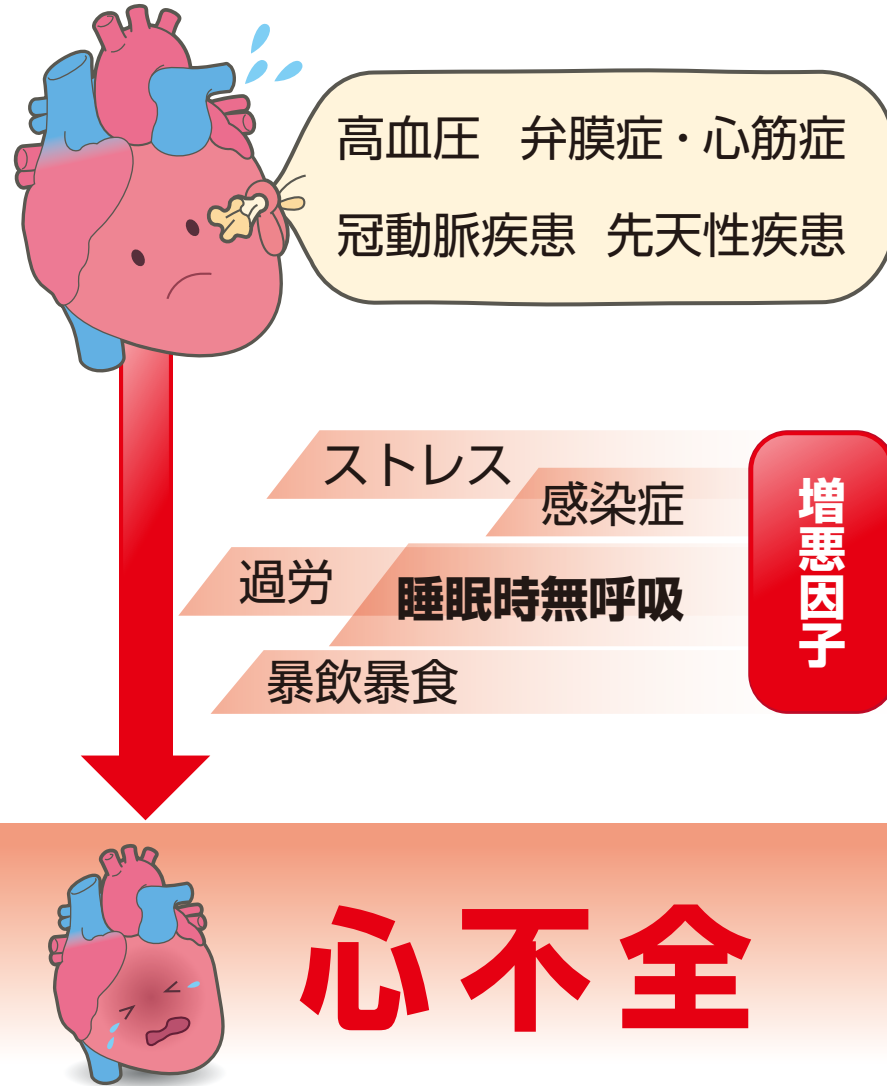 高血圧 弁膜症・心筋症
冠動脈疾患 先天性疾患
ストレス
感染症
過労
睡眠時無呼吸
暴飲暴食
増悪因子
心不全